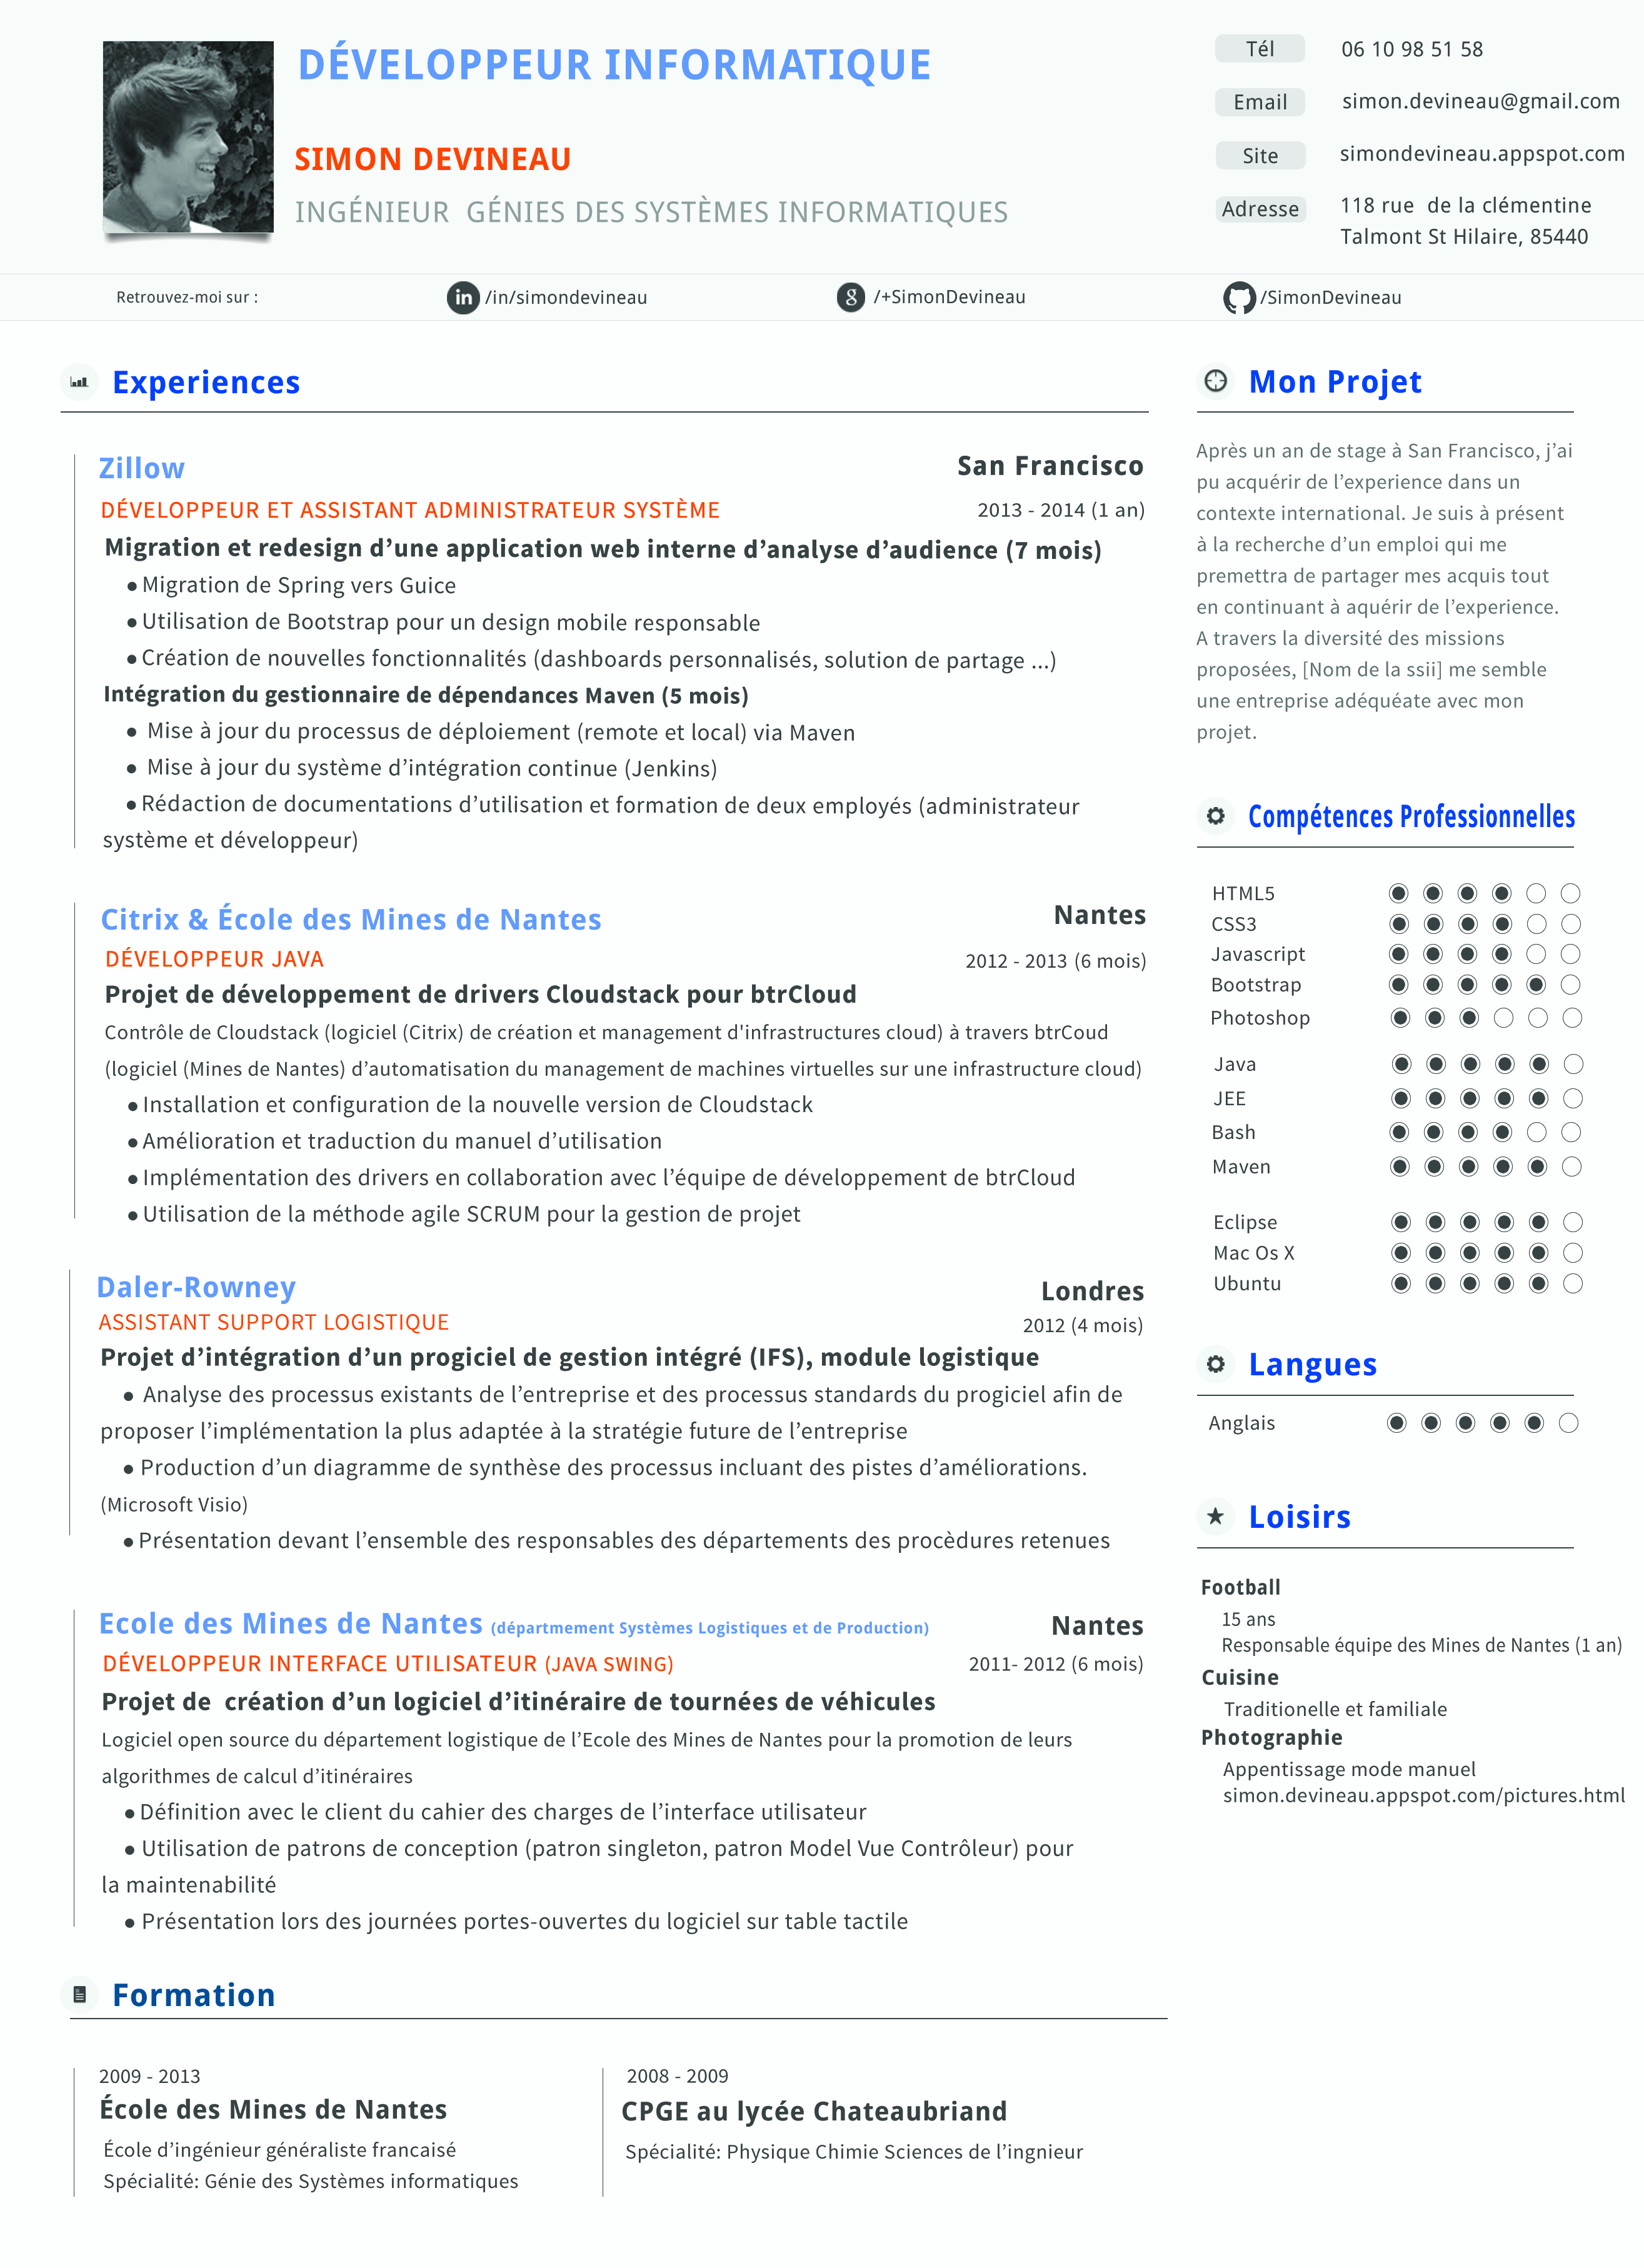 DÉVELOPPEUR INFORMATIQUE
SIMON DEVINEAU
INGÉNIEUR GÉNIES DES SYSTÈMES INFORMATIQUES
Tél 06 10 98 51 58
Email simon.devineau@gmail.com
Site simondevineau.appspot.com
Adresse 118 rue de la clémentine
Talmont St Hilaire, 85440
Retrouvez-moi sur : in /in/simondevineau g /+SimonDevineau /SimonDevineau
Experiences
Zillow San Francisco
DÉVELOPPEUR ET ASSISTANT ADMINISTRATEUR SYSTÈME 2013 - 2014 (1 an)
Migration et redesign d’une application web interne d’analyse d’audience (7 mois)
● Migration de Spring vers Guice
● Utilisation de Bootstrap pour un design mobile responsable
● Création de nouvelles fonctionnalités (dashboards personnalisés, solution de partage ...)
Intégration du gestionnaire de dépendances Maven (5 mois)
● Mise à jour du processus de déploiement (remote et local) via Maven
● Mise à jour du système d’intégration continue (Jenkins)
● Rédaction de documentations d’utilisation et formation de deux employés (administrateur
système et développeur)
Citrix & École des Mines de Nantes Nantes
DÉVELOPPEUR JAVA 2012 - 2013 (6 mois)
Projet de développement de drivers Cloudstack pour btrCloud
Contrôle de Cloudstack (logiciel (Citrix) de création et management d'infrastructures cloud) à travers btrCoud
(logiciel (Mines de Nantes) d’automatisation du management de machines virtuelles sur une infrastructure cloud)
● Installation et configuration de la nouvelle version de Cloudstack
● Amélioration et traduction du manuel d’utilisation
● Implémentation des drivers en collaboration avec l’équipe de développement de btrCloud
● Utilisation de la méthode agile SCRUM pour la gestion de projet
Daler-Rowney Londres
ASSISTANT SUPPORT LOGISTIQUE 2012 (4 mois)
Projet d’intégration d’un progiciel de gestion intégré (IFS), module logistique
● Analyse des processus existants de l’entreprise et des processus standards du progiciel afin de
proposer l’implémentation la plus adaptée à la stratégie future de l’entreprise
● Production d’un diagramme de synthèse des processus incluant des pistes d’améliorations.
(Microsoft Visio)
● Présentation devant l’ensemble des responsables des départements des procèdures retenues
Ecole des Mines de Nantes (départmement Systèmes Logistiques et de Production) Nantes
DÉVELOPPEUR INTERFACE UTILISATEUR (JAVA SWING) 2011- 2012 (6 mois)
Projet de création d’un logiciel d’itinéraire de tournées de véhicules
Logiciel open source du département logistique de l’Ecole des Mines de Nantes pour la promotion de leurs
algorithmes de calcul d’itinéraires
● Définition avec le client du cahier des charges de l’interface utilisateur
● Utilisation de patrons de conception (patron singleton, patron Model Vue Contrôleur) pour
la maintenabilité
● Présentation lors des journées portes-ouvertes du logiciel sur table tactile
Formation
2009 - 2013
École des Mines de Nantes
École d’ingénieur généraliste francaisé
Spécialité: Génie des Systèmes informatiques
2008 - 2009
CPGE au lycée Chateaubriand
Spécialité: Physique Chimie Sciences de l’ingnieur
Mon Projet
Après un an de stage à San Francisco, j’ai
pu acquérir de l’experience dans un
contexte international. Je suis à présent
à la recherche d’un emploi qui me
premettra de partager mes acquis tout
en continuant à aquérir de l’experience.
A travers la diversité des missions
proposées, [Nom de la ssii] me semble
une entreprise adéquéate avec mon
projet.
Compétences Professionnelles
HTML5
CSS3
Javascript
Bootstrap
Photoshop
Java
JEE
Bash
Maven
Eclipse
Mac Os X
Ubuntu
Langues
Anglais
Loisirs
Football
15 ans
Responsable équipe des Mines de Nantes (1 an)
Cuisine
Traditionelle et familiale
Photographie
Appentissage mode manuel
simon.devineau.appspot.com/pictures.html